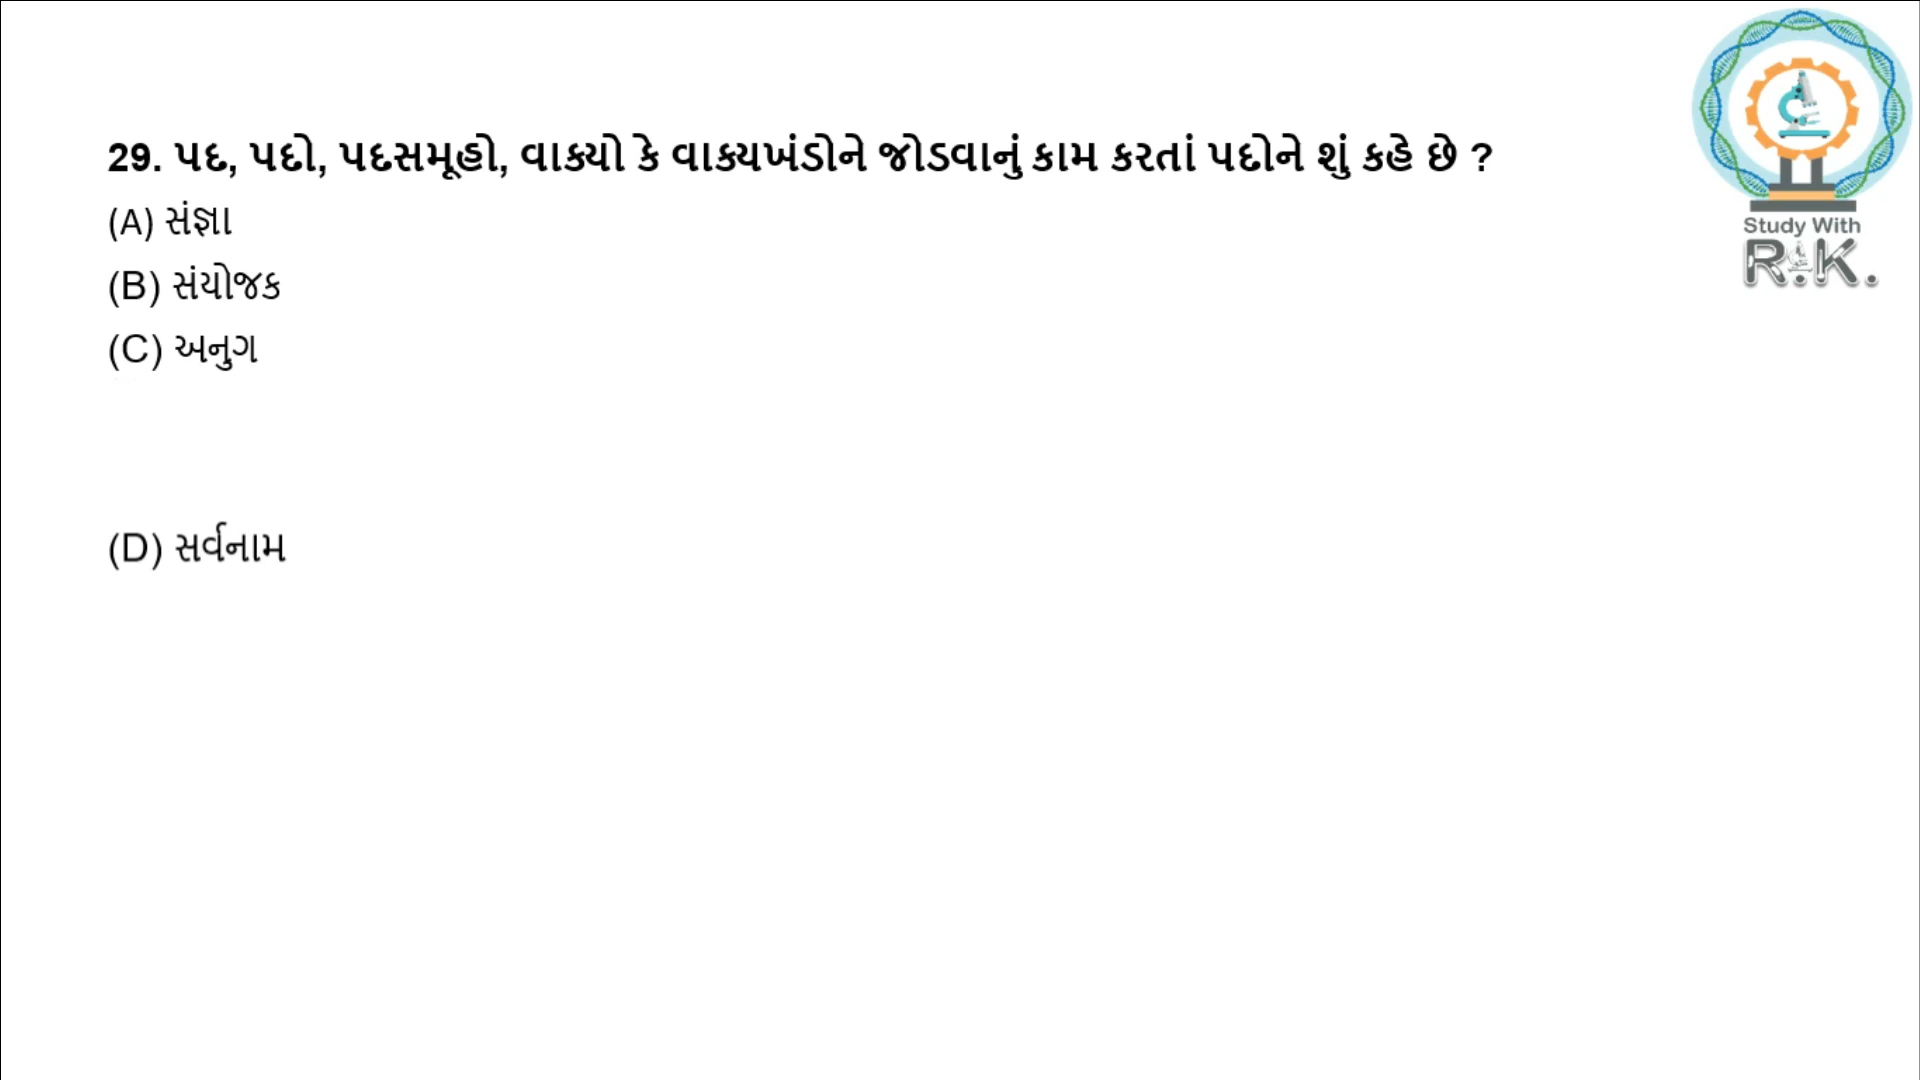 29. પદ, પદો, પદસમૂહો, વાક્યો કે વાક્યખંડોને જોડવાનું કામ કરતાં પદોને શું કહે છે ?
(A) સંજ્ઞા
(B) સંયોજક
(C) અનુગ
(D) સર્વનામ
Study With
R.K.